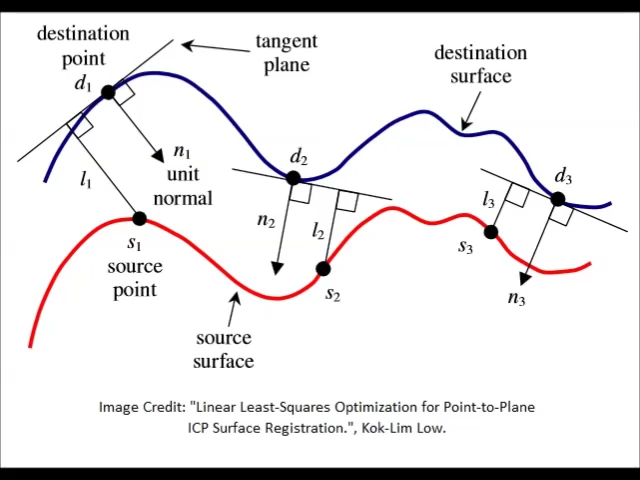 destination
point
d1
tangent
plane
destination
surface
n1
unit
normal
l1
s1
source
point
d2
n2
l2
s2
d3
l3
s3
n3
source
surface
Image Credit: "Linear Least-Squares Optimization for Point-to-Plane
ICP Surface Registration.", Kok-Lim Low.